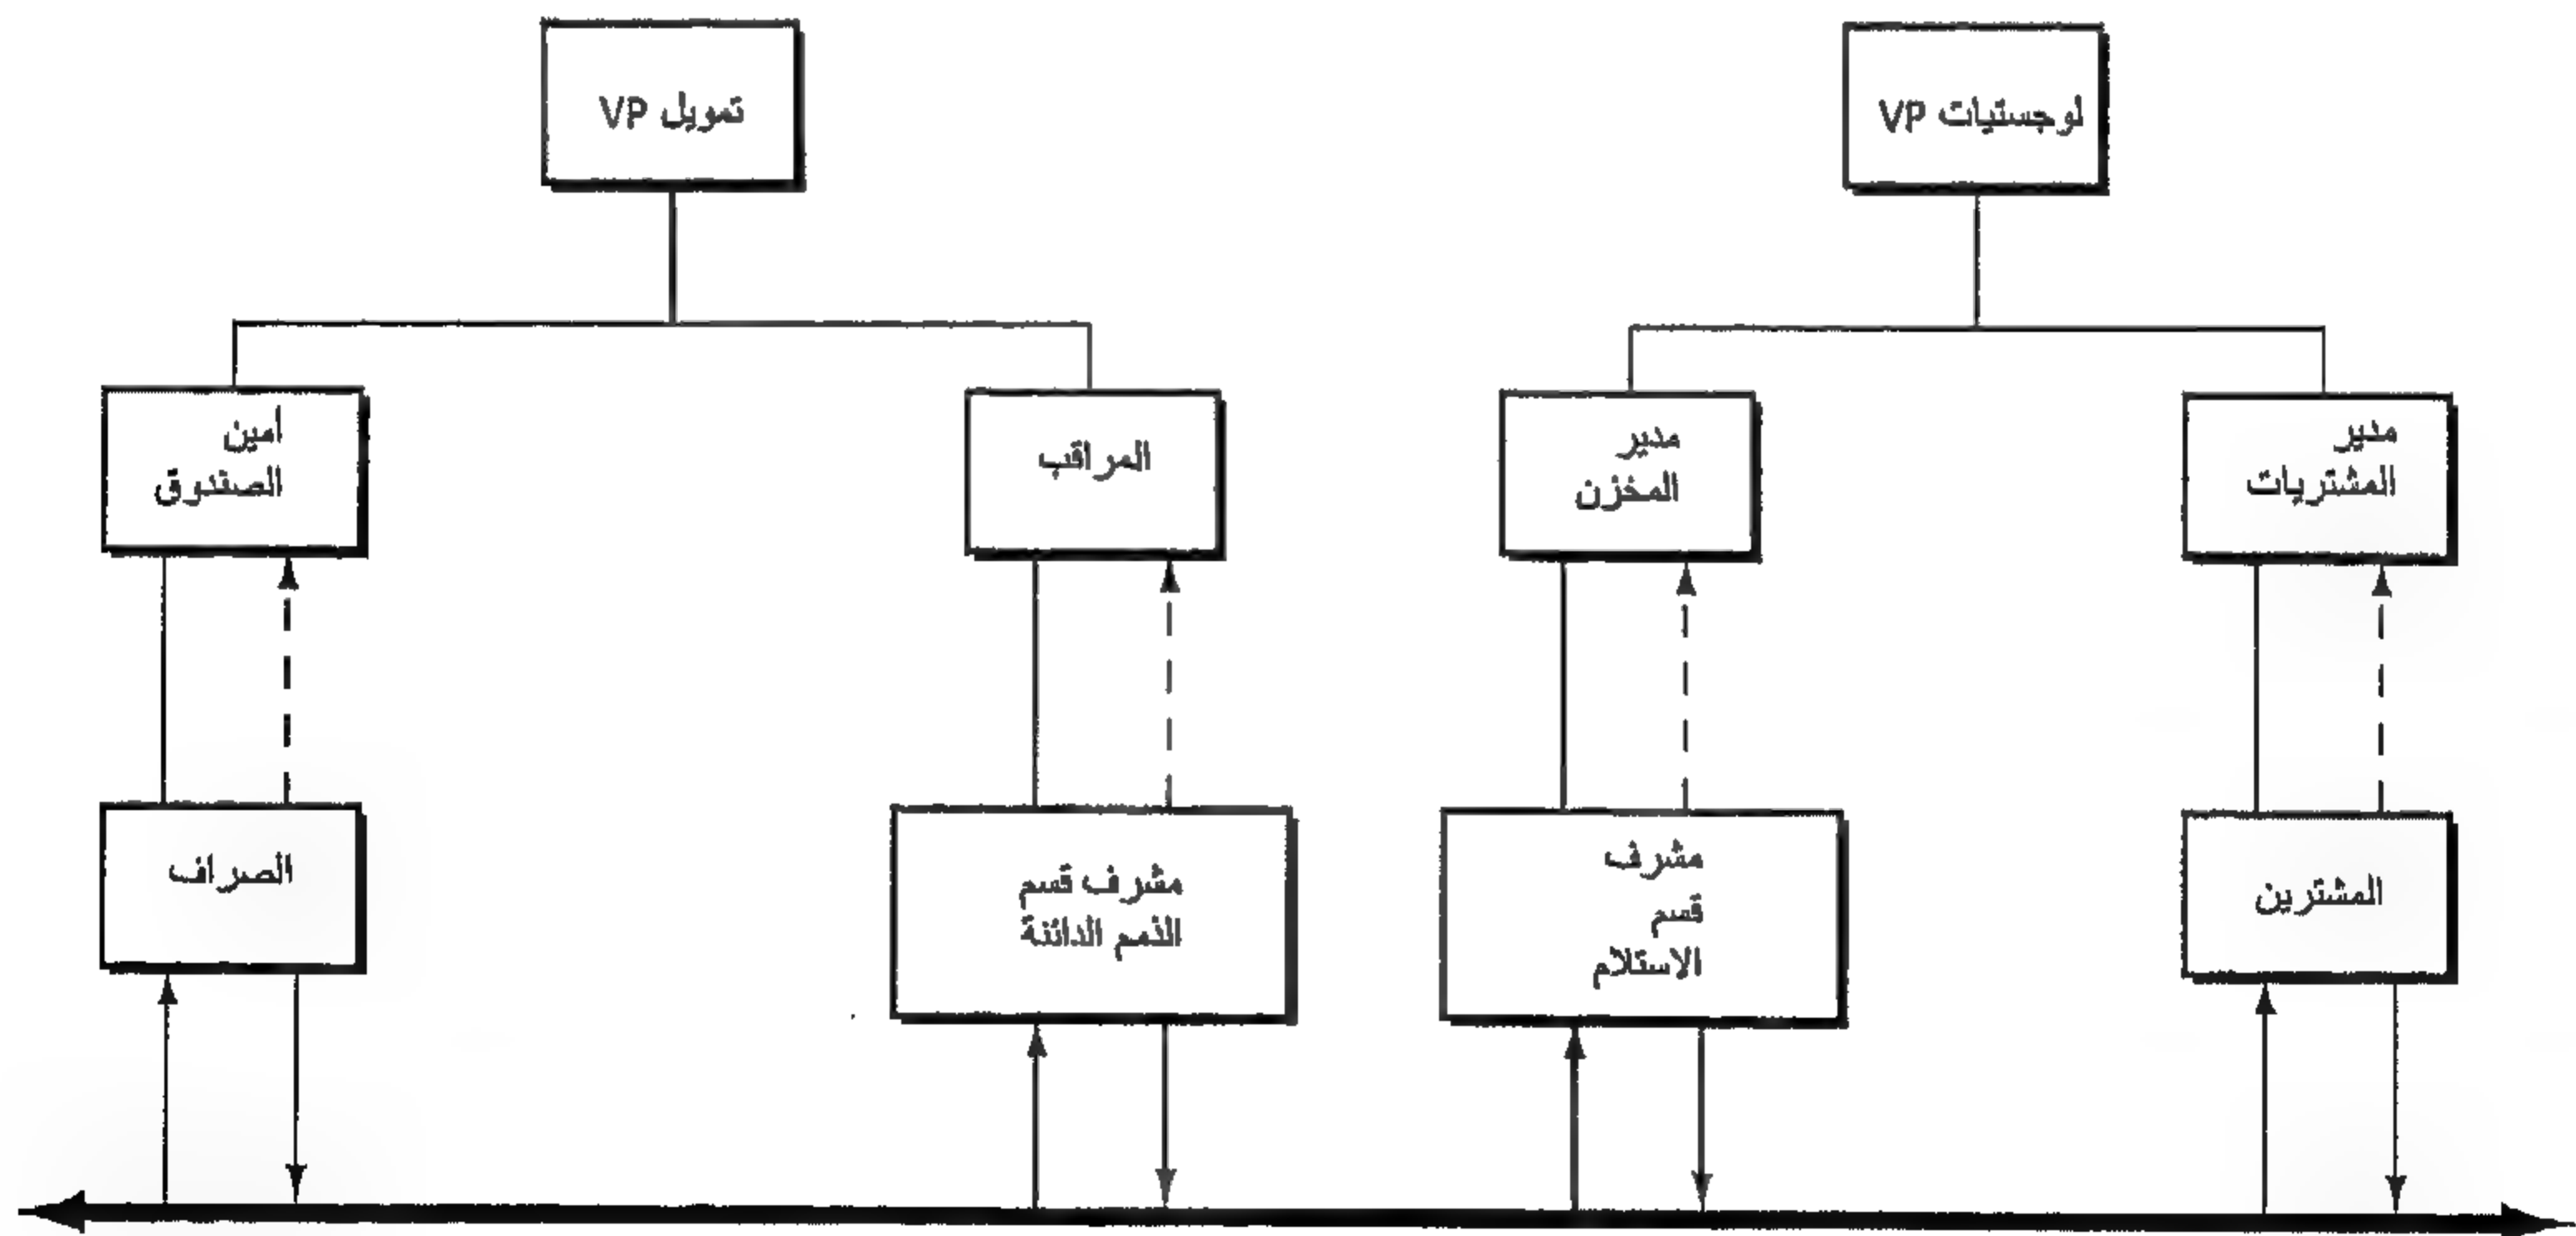 لوجستيات VP
تمويل VP
مدير
المشتريات
مدير
المخزن
المراقب
امين
الصندوق
المشترين
مشرف
قسم
الاستلام
مشرف قسم
الذمم الدائنة
الصراف